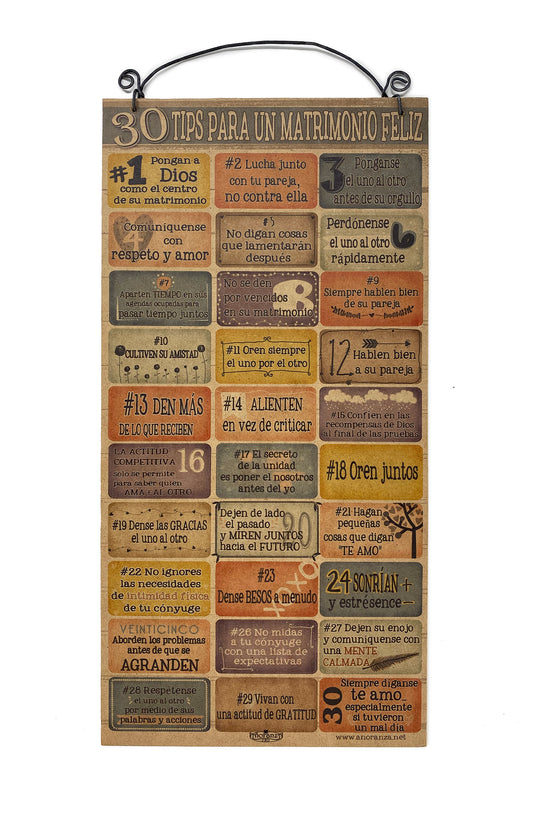 30 TIPS PARA UN MATRIMONIO FELIZ
#1 Pongan a
Dios
como el centro
de su matrimonio
#2 Lucha junto
con tu pareja,
no contra ella
3 Pónganse
el uno al otro
antes de su orgullo
4 Comuníquense
con
respeto y amor
#5
No digan cosas
que lamentarán
después
6 Perdónense
el uno al otro
rápidamente
#7
Aparten TIEMPO en sus
agendas ocupadas para
pasar tiempo juntos
8 No se den
por vencidos
en su matrimonio
#9
Siempre hablen bien
de su pareja
#10
CULTIVEN SU AMISTAD
#11 Oren siempre
el uno por el otro
12 Hablen bien
a su pareja
#13 DEN MÁS
DE LO QUE RECIBEN
#14 ALIENTEN
en vez de criticar
#15 Confíen en las
recompensas de Dios
al final de las pruebas
LA ACTITUD
COMPETITIVA 16
solo se permite
para saber quien
AMA + AL OTRO
#17 El secreto
de la unidad
es poner el nosotros
antes del yo
#18 Oren juntos
#19 Dense las GRACIAS
el uno al otro
Dejen de lado
el pasado 20
y MIREN JUNTOS
hacia el FUTURO
#21 Hagan
pequeñas
cosas que digan
"TE AMO"
#22 No ignores
las necesidades
de intimidad física
de tu cónyuge
#23
Dense BESOS a menudo
XOXO
24 SONRÍAN +
y estrésence -
VEINTICINCO
Aborden los problemas
antes de que se
AGRANDEN
#26 No midas
a tu cónyuge
con una lista de
expectativas
#27 Dejen su enojo
y comuníquense con
una MENTE
CALMADA
#28 Respétense
el uno al otro
por medio de sus
palabras y acciones
#29 Vivan con
una actitud de GRATITUD
30 Siempre díganse
te amo
especialmente
si tuvieron
un mal día
AÑORANZA
www.anoranza.net